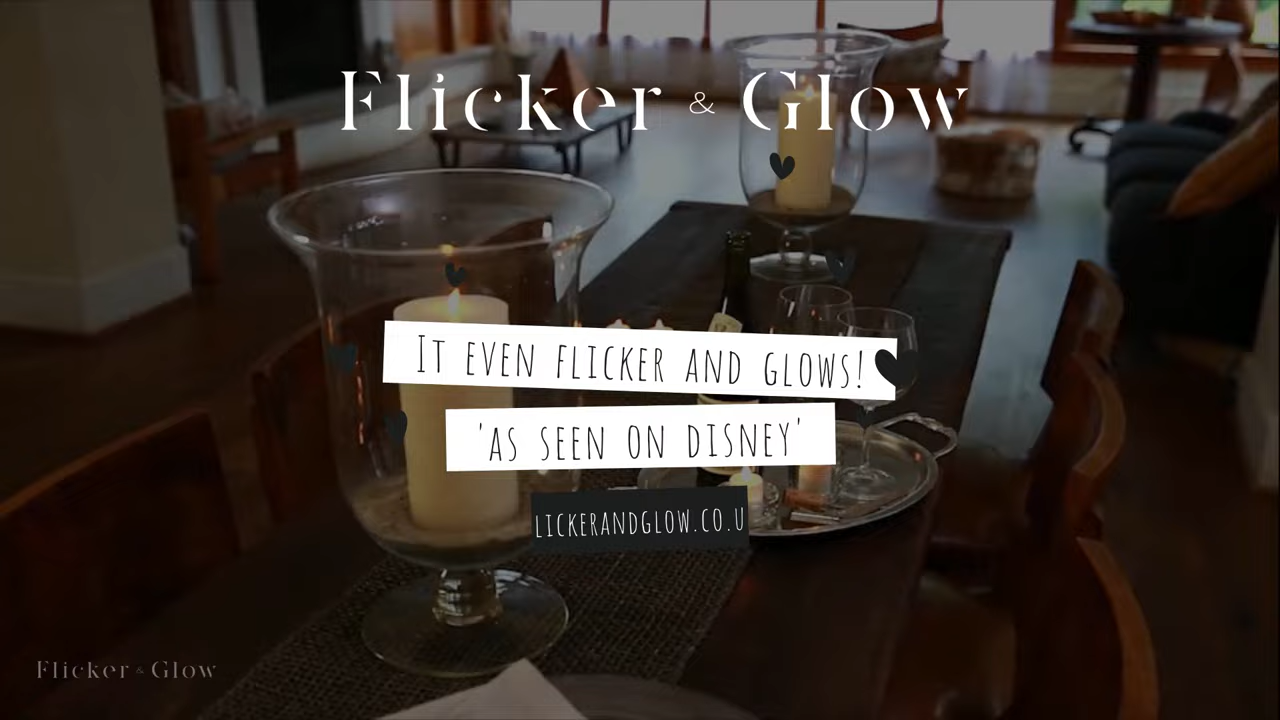 Flicker & Glow
It even flicker and glows!
'as seen on Disney'
lickerandglow.co.u
Flicker & Glow